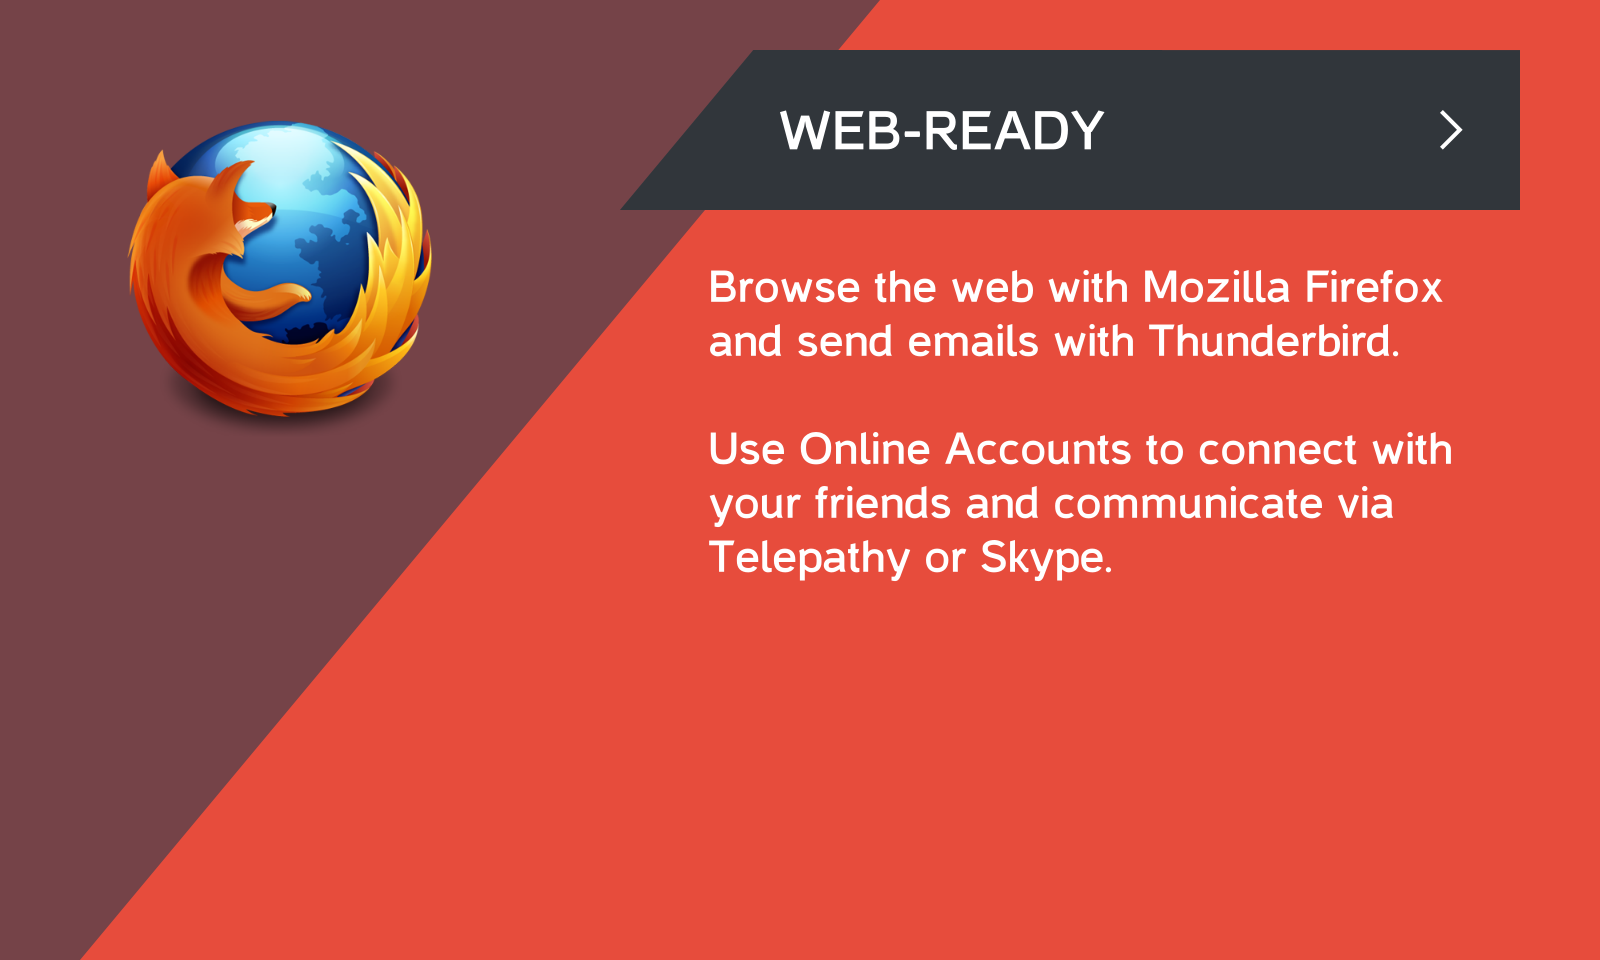 WEB-READY
Browse the web with Mozilla Firefox
and send emails with Thunderbird.
Use Online Accounts to connect with
your friends and communicate via
Telepathy or Skype.